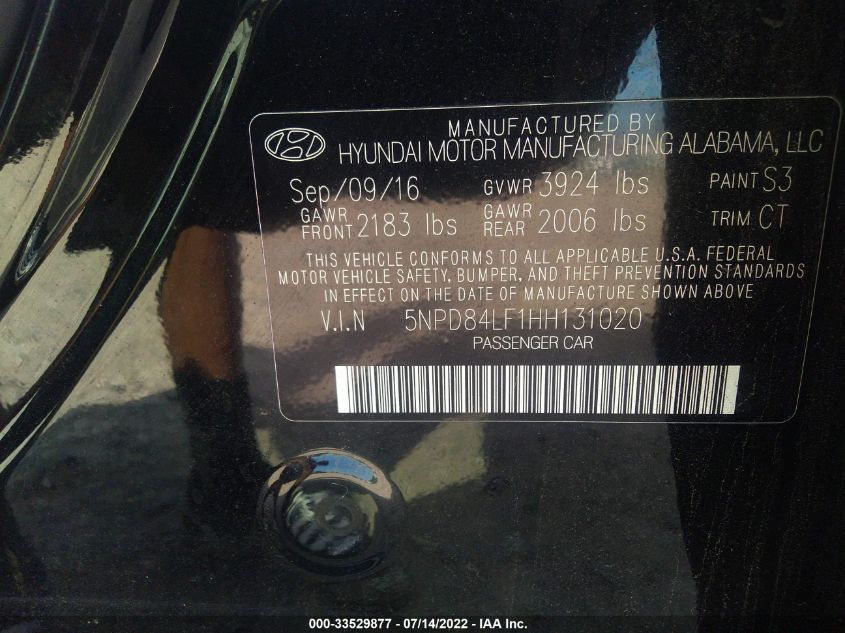 MANUFACTURED BY
HYUNDAI MOTOR MANUFACTURING ALABAMA, LLC
Sep/09/16 GVWR 3924 lbs PAINT S3
GAWR FRONT 2183 lbs GAWR REAR 2006 lbs TRIM CT
THIS VEHICLE CONFORMS TO ALL APPLICABLE U.S.A. FEDERAL
MOTOR VEHICLE SAFETY, BUMPER, AND THEFT PREVENTION STANDARDS
IN EFFECT ON THE DATE OF MANUFACTURE SHOWN ABOVE
V.I.N 5NPD84LF1HH131020
PASSENGER CAR
000-33529877 - 07/14/2022 - IAA Inc.